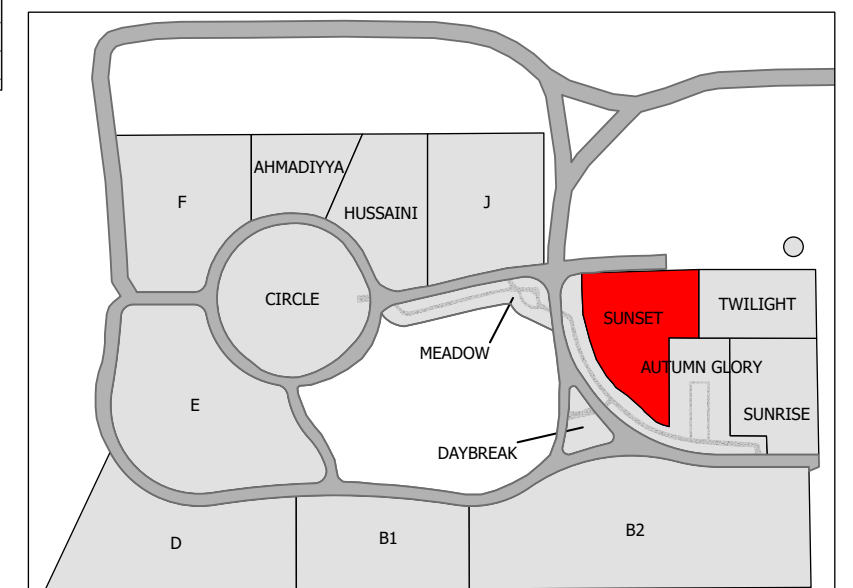 AHMADIYYA
F
HUSSAINI
J
CIRCLE
SUNSET
TWILIGHT
MEADOW
AUTUMN GLORY
E
SUNRISE
DAYBREAK
D
B1
B2